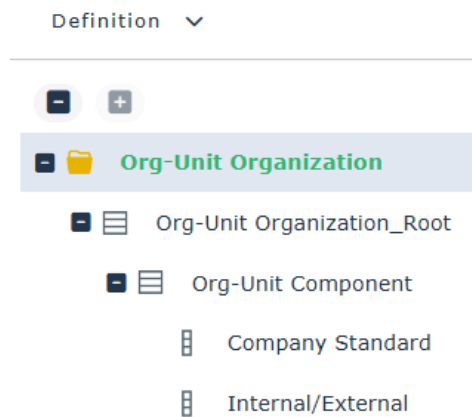 Definition
Org-Unit Organization
Org-Unit Organization_Root
Org-Unit Component
Company Standard
Internal/External